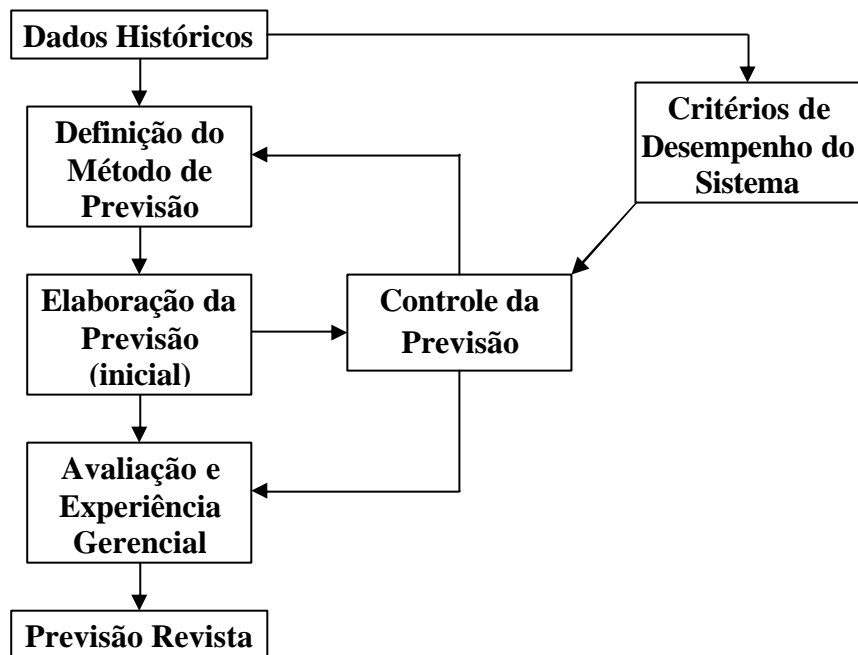 Dados Históricos
Critérios de
Desempenho do
Sistema
Definição do
Método de
Previsão
Elaboração da
Previsão
(inicial)
Controle da
Previsão
Avaliação e
Experiência
Gerencial
Previsão Revista